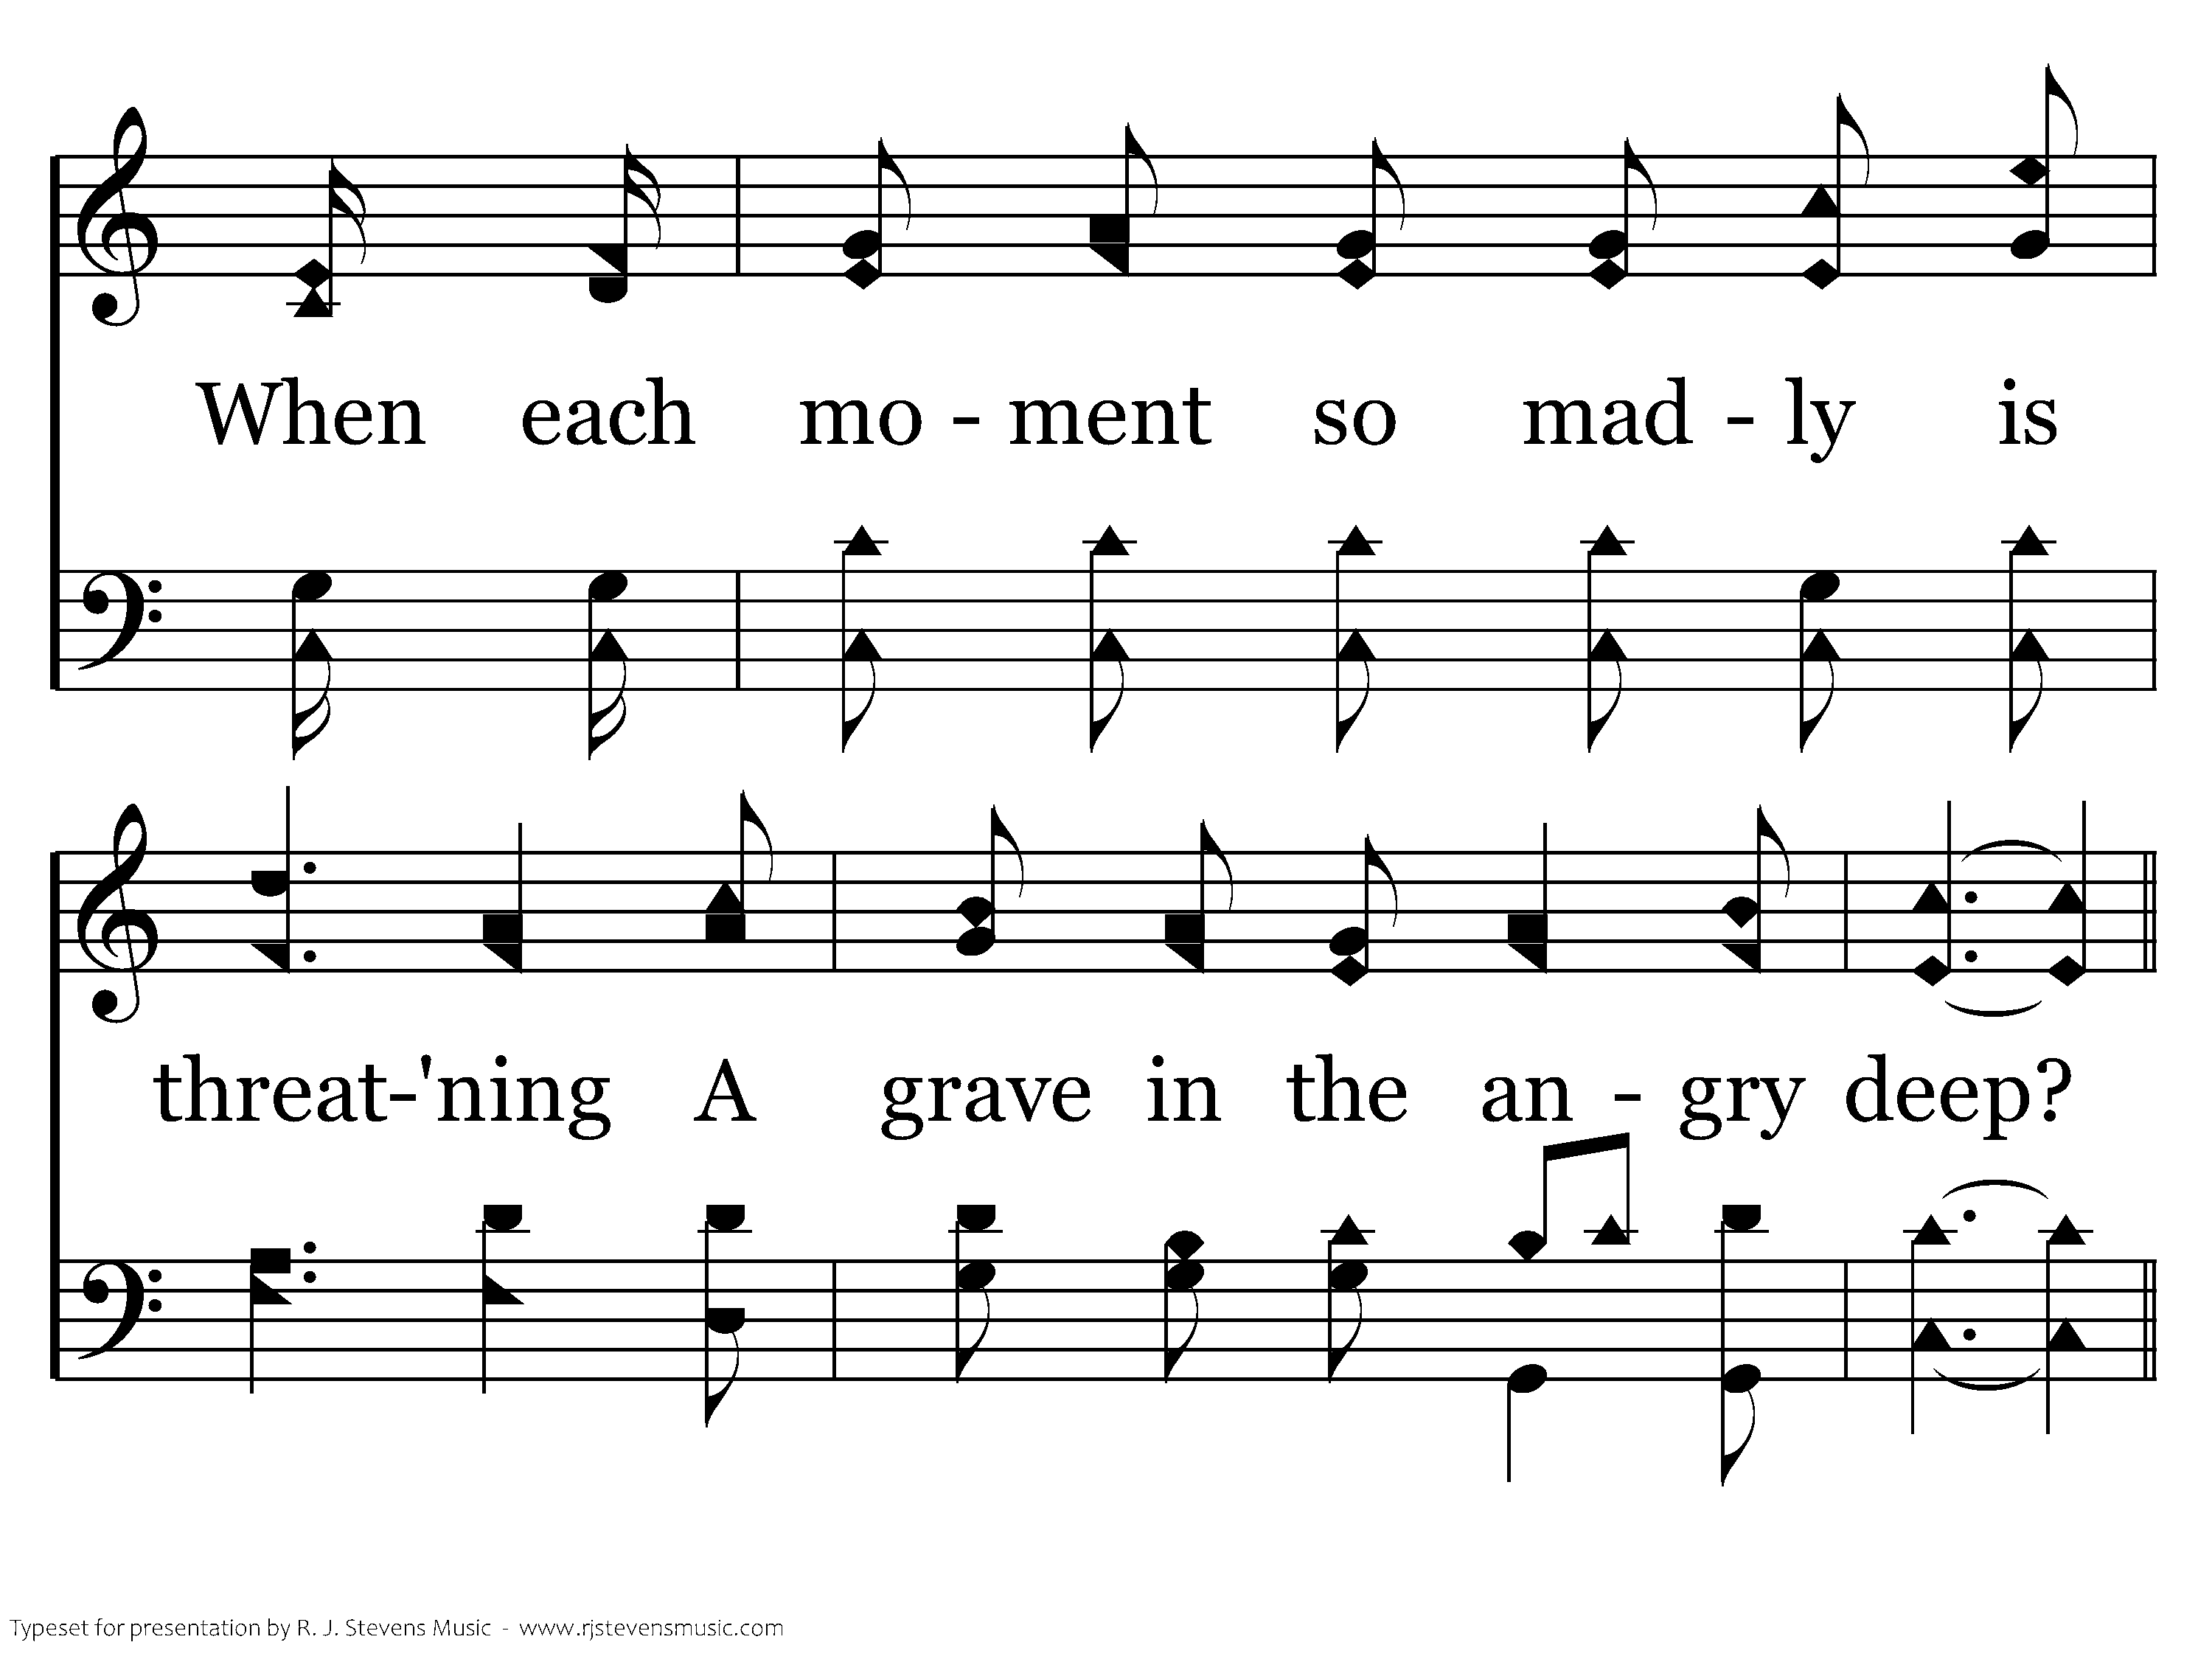 When each mo - ment so mad - ly is
threat-'ning A grave in the an - gry deep?
Typeset for presentation by R. J. Stevens Music - www.rjstevensmusic.com